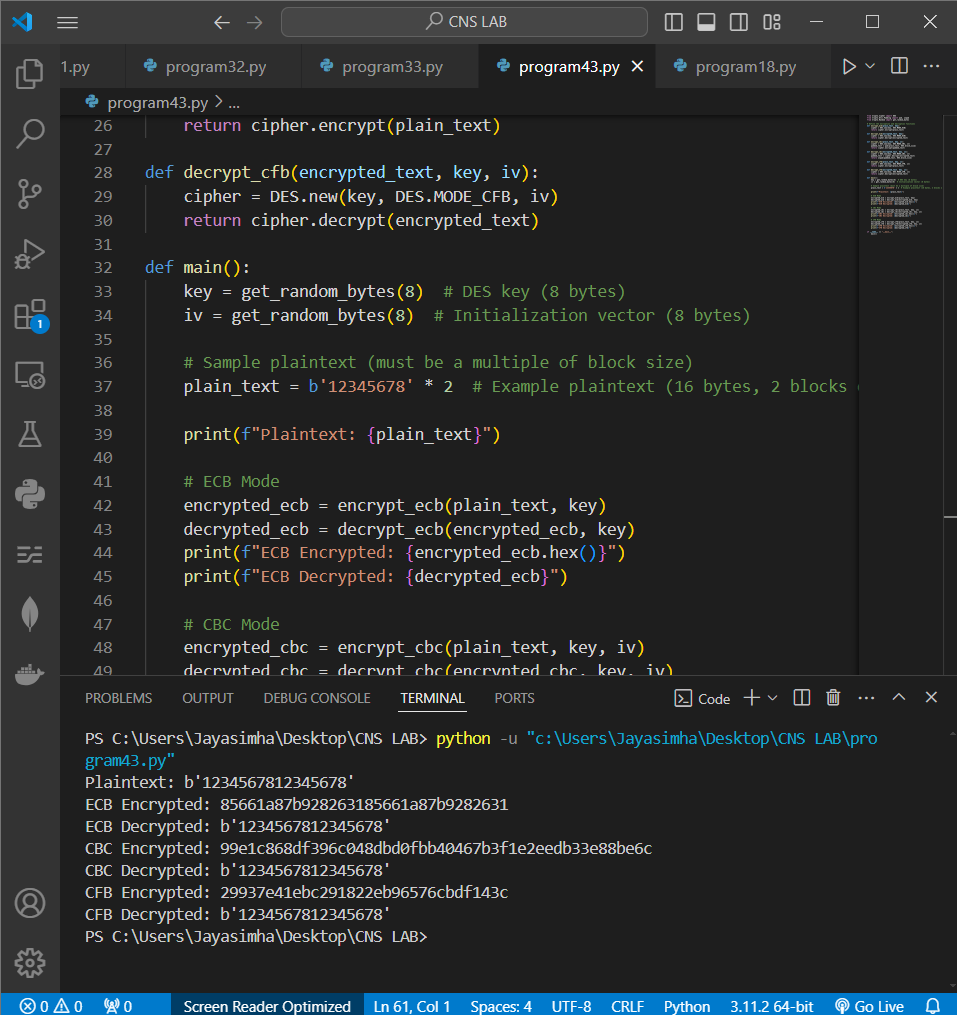 CNS LAB
1.py program32.py program33.py program43.py program18.py
program43.py > ...
26 return cipher.encrypt(plain_text)
27
28 def decrypt_cfb(encrypted_text, key, iv):
29 cipher = DES.new(key, DES.MODE_CFB, iv)
30 return cipher.decrypt(encrypted_text)
31
32 def main():
33 key = get_random_bytes(8)  # DES key (8 bytes)
34 iv = get_random_bytes(8)  # Initialization vector (8 bytes)
35
36 # Sample plaintext (must be a multiple of block size)
37 plain_text = b'12345678' * 2  # Example plaintext (16 bytes, 2 blocks
38
39 print(f"Plaintext: {plain_text}")
40
41 # ECB Mode
42 encrypted_ecb = encrypt_ecb(plain_text, key)
43 decrypted_ecb = decrypt_ecb(encrypted_ecb, key)
44 print(f"ECB Encrypted: {encrypted_ecb.hex()}")
45 print(f"ECB Decrypted: {decrypted_ecb}")
46
47 # CBC Mode
48 encrypted_cbc = encrypt_cbc(plain_text, key, iv)
49 decrypted_cbc = decrypt_cbc(encrypted_cbc, key, iv)
1
PROBLEMS OUTPUT DEBUG CONSOLE TERMINAL PORTS Code
PS C:\Users\Jayasimha\Desktop\CNS LAB> python -u "c:\Users\Jayasimha\Desktop\CNS LAB\pro
gram43.py"
Plaintext: b'1234567812345678'
ECB Encrypted: 85661a87b928263185661a87b9282631
ECB Decrypted: b'1234567812345678'
CBC Encrypted: 99e1c868df396c048dbd0fbb40467b3f1e2eedb33e88be6c
CBC Decrypted: b'1234567812345678'
CFB Encrypted: 29937e41ebc291822eb96576cbdf143c
CFB Decrypted: b'1234567812345678'
PS C:\Users\Jayasimha\Desktop\CNS LAB>
0 0 0 Screen Reader Optimized Ln 61, Col 1 Spaces: 4 UTF-8 CRLF Python 3.11.2 64-bit Go Live